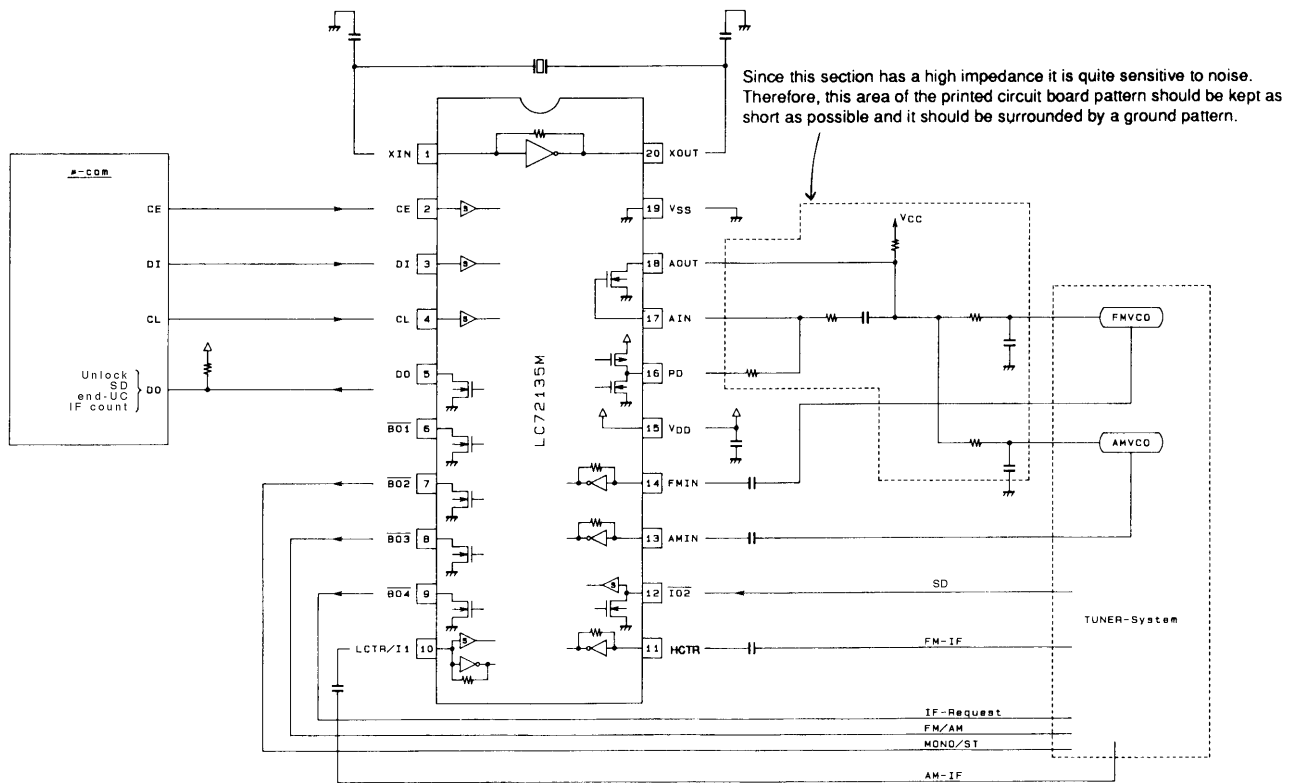 Since this section has a high impedance it is quite sensitive to noise.
Therefore, this area of the printed circuit board pattern should be kept as
short as possible and it should be surrounded by a ground pattern.
XIN 1
20 XOUT
μ-com
CE
CE 2
19 VSS
VCC
DI
DI 3
18 AOUT
CL
CL 4
17 AIN
FMVCO
Unlock
SD
end-UC
IF count
DO
DO 5
16 PD
LC72135M
BO1 6
15 VDD
AMVCO
BO2 7
14 FMIN
BO3 8
13 AMIN
BO4 9
S
12 IO2
SD
TUNER-System
LCTR/I1 10
S
11 HCTR
FM-IF
IF-Request
FM/AM
MONO/ST
AM-IF
S
S
S